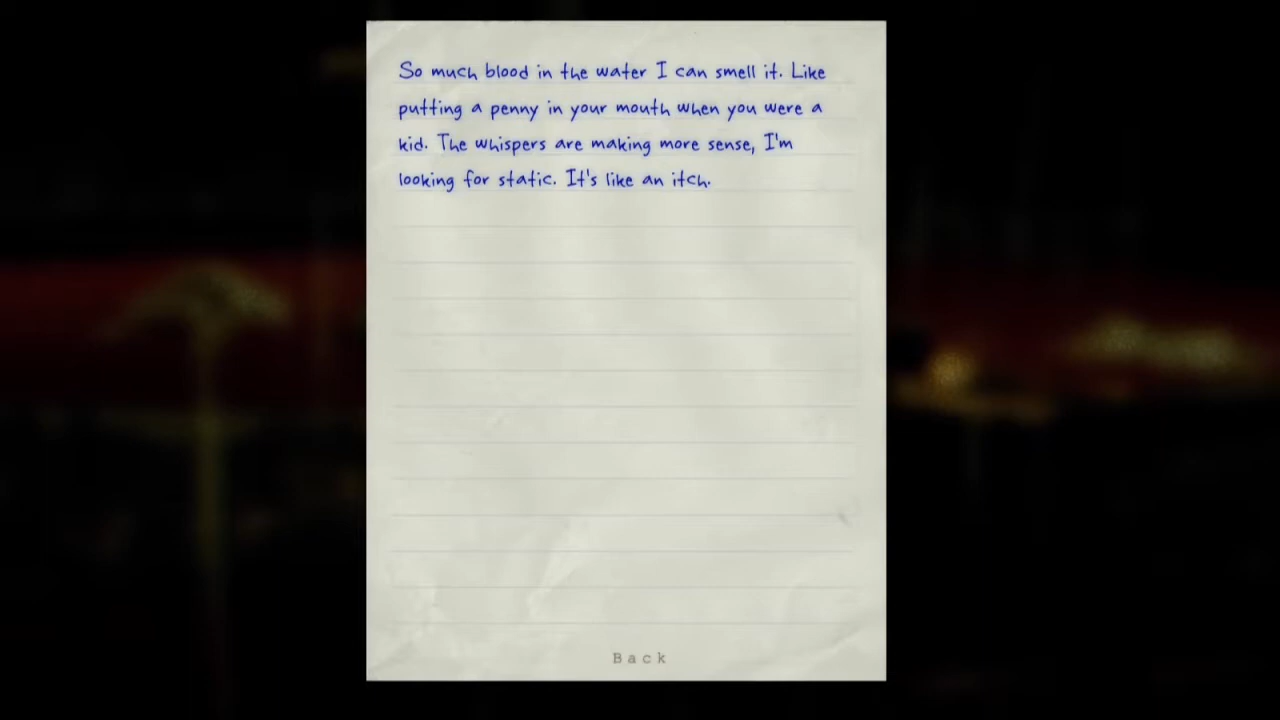 So much blood in the water I can smell it. Like
putting a penny in your mouth when you were a
kid. The whispers are making more sense, I'm
looking for static. It's like an itch.
Back